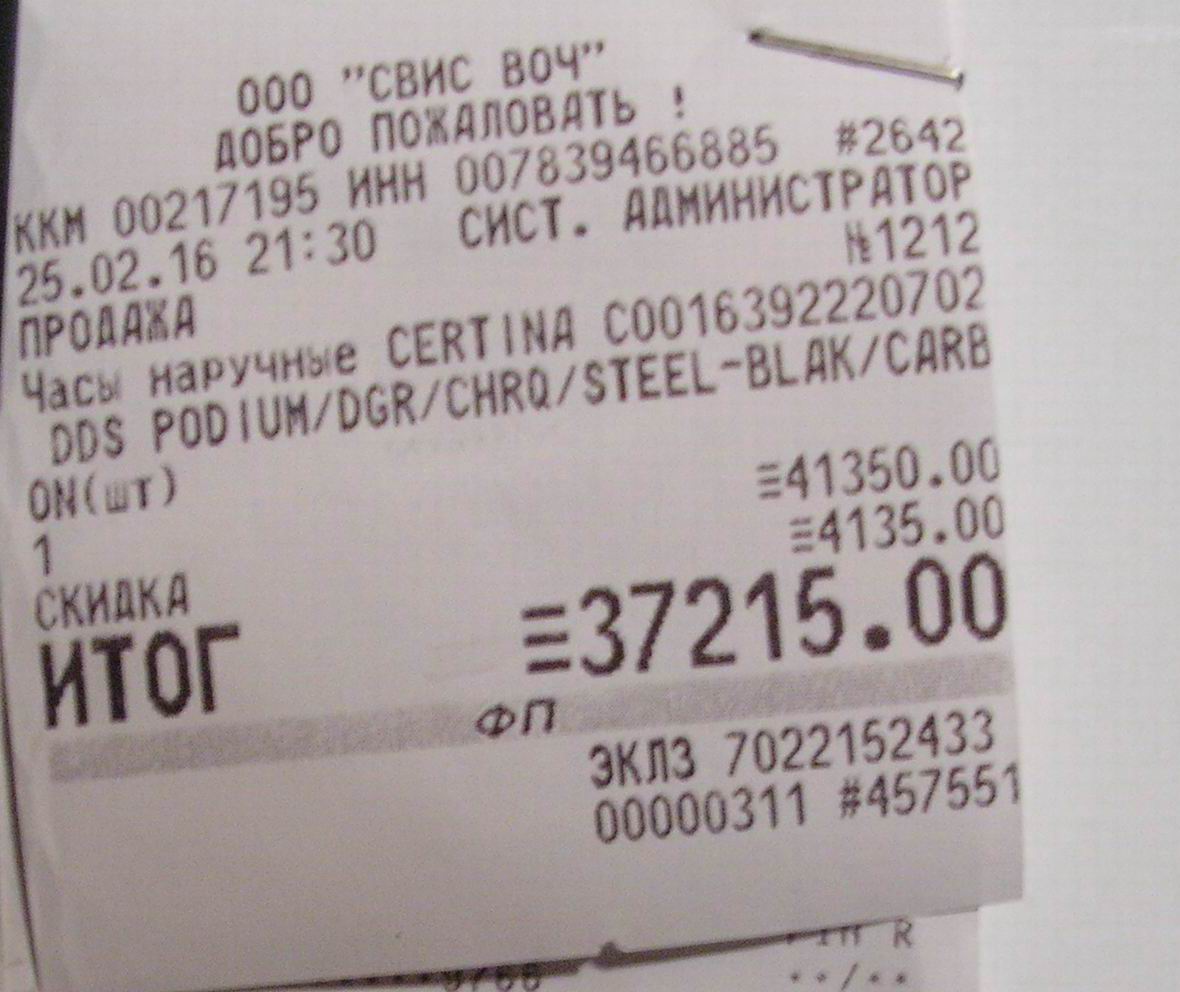 ООО "СВИС ВОЧ"
ДОБРО ПОЖАЛОВАТЬ !
ККМ 00217195 ИНН 007839466885 #2642
25.02.16 21:30 СИСТ. АДМИНИСТРАТОР
ПРОДАЖА №1212
Часы наручные CERTINA C0016392220702
DDS PODIUM/DGR/CHRQ/STEEL-BLAK/CARB
ON(шт)
1 ≡41350.00
СКИДКА ≡4135.00
ИТОГ ≡37215.00
ФП
ЭКЛЗ 7022152433
00000311 #457551
R